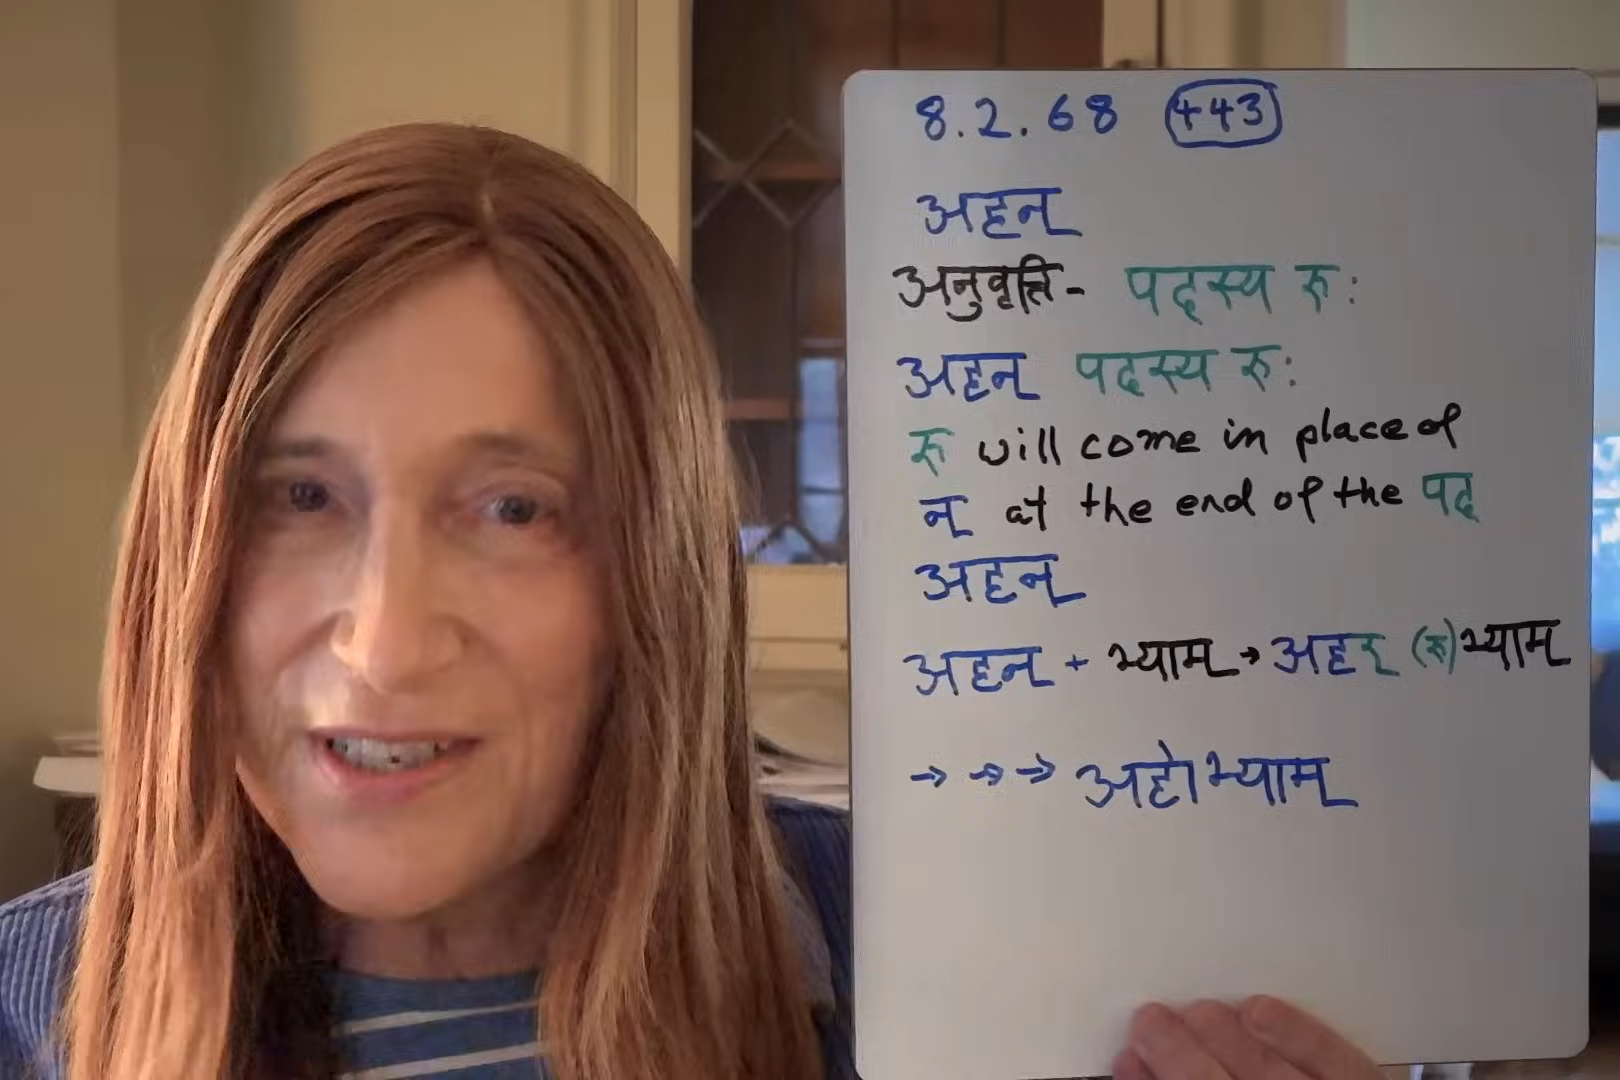 8.2.68 443
अहन्
अनुवृत्ति- पदस्य रुः
अहन् पदस्य रुः
रु will come in place of
न् at the end of the पद
अहन्
अहन् + भ्याम् → अहर् (रु) भ्याम्
→ → → अहोभ्याम्